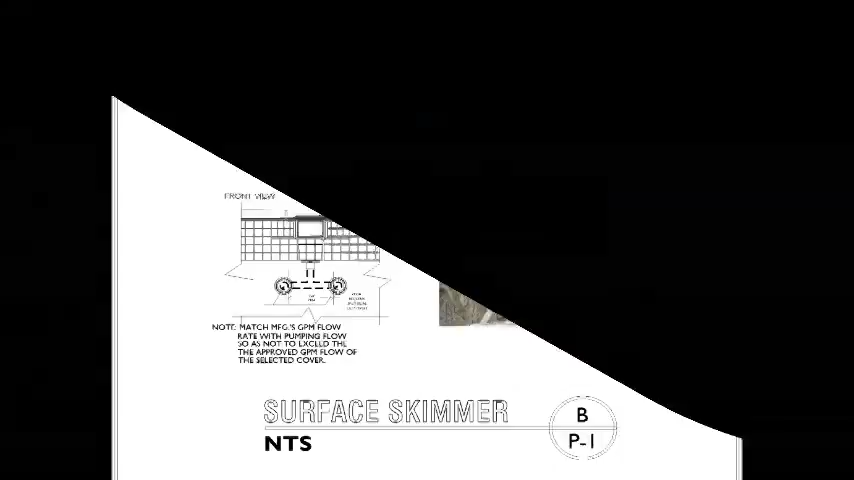 FRONT VIEW
NOTE: MATCH MFG.'S GPM FLOW
RATE WITH PUMPING FLOW
SO AS NOT TO EXCEED THE
THE APPROVED GPM FLOW OF
THE SELECTED COVER.
SURFACE SKIMMER
B
NTS
P-1